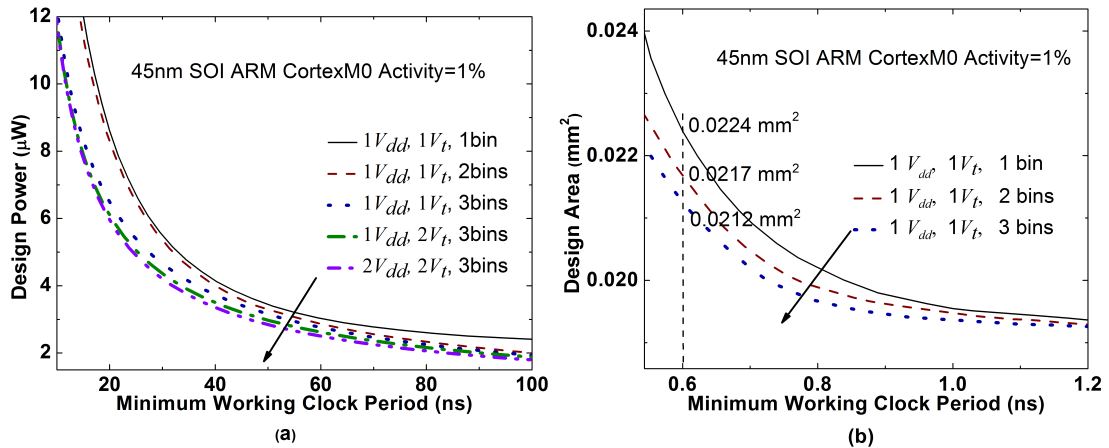 12
10
8
6
4
2
Design Power (μW)
45nm SOI ARM CortexM0 Activity=1%
1Vdd, 1Vt, 1bin
1Vdd, 1Vt, 2bins
1Vdd, 1Vt, 3bins
1Vdd, 2Vt, 3bins
2Vdd, 2Vt, 3bins
20 40 60 80 100
Minimum Working Clock Period (ns)
(a)
0.024
0.022
0.020
Design Area (mm²)
45nm SOI ARM CortexM0 Activity=1%
0.0224 mm²
0.0217 mm²
0.0212 mm²
1 Vdd, 1Vt, 1 bin
1 Vdd, 1Vt, 2 bins
1 Vdd, 1Vt, 3 bins
0.6 0.8 1.0 1.2
Minimum Working Clock Period (ns)
(b)